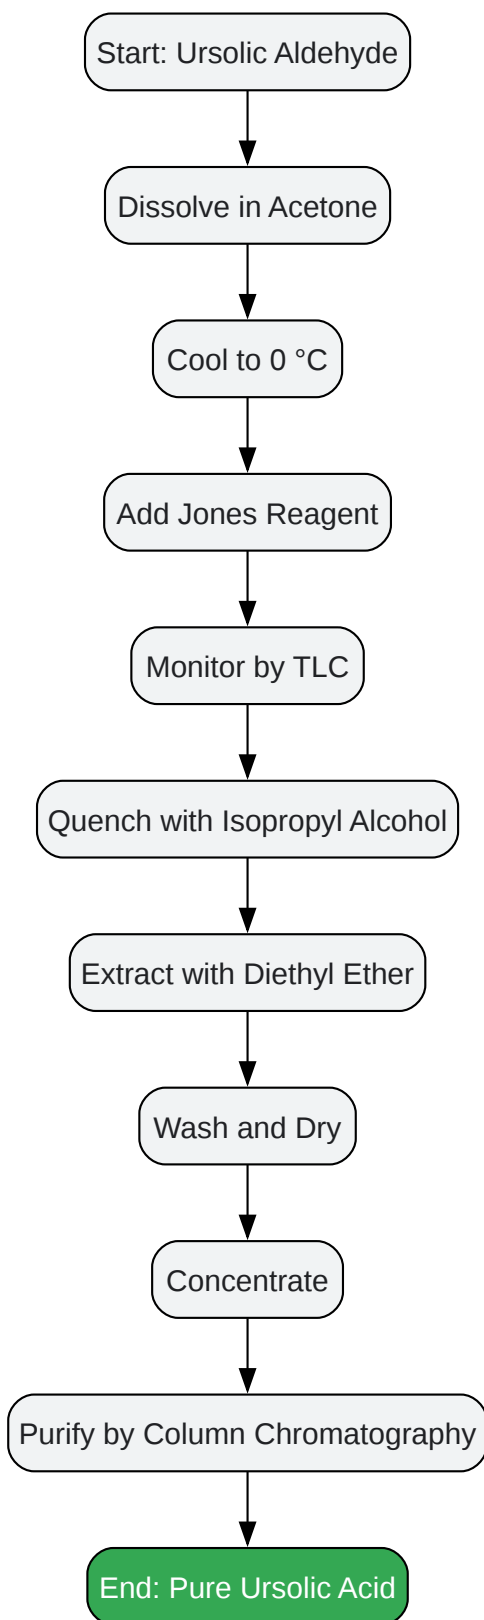 Start: Ursolic Aldehyde
Dissolve in Acetone
Cool to 0 °C
Add Jones Reagent
Monitor by TLC
Quench with Isopropyl Alcohol
Extract with Diethyl Ether
Wash and Dry
Concentrate
Purify by Column Chromatography
End: Pure Ursolic Acid